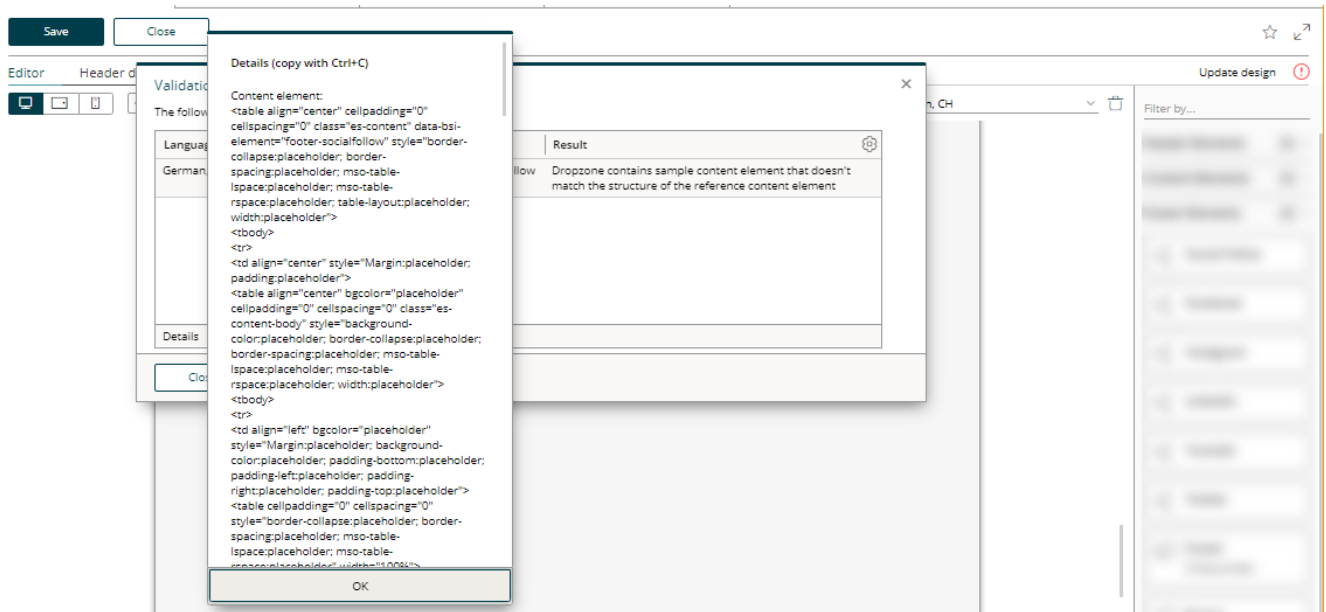 Save
Close
Editor
Header d
Update design
Validatio
The follow
n, CH
Filter by...
Languag
Result
German,
llow
Dropzone contains sample content element that doesn't
match the structure of the reference content element
Details
Clos
Details (copy with Ctrl+C)
Content element:
<table align="center" cellpadding="0"
cellspacing="0" class="es-content" data-bsi-
element="footer-socialfollow" style="border-
collapse:placeholder; border-
spacing:placeholder; mso-table-
lspace:placeholder; mso-table-
rspace:placeholder; table-layout:placeholder;
width:placeholder">
<tbody>
<tr>
<td align="center" style="Margin:placeholder;
padding:placeholder">
<table align="center" bgcolor="placeholder"
cellpadding="0" cellspacing="0" class="es-
content-body" style="background-
color:placeholder; border-collapse:placeholder;
border-spacing:placeholder; mso-table-
lspace:placeholder; mso-table-
rspace:placeholder; width:placeholder">
<tbody>
<tr>
<td align="left" bgcolor="placeholder"
style="Margin:placeholder; background-
color:placeholder; padding-bottom:placeholder;
padding-left:placeholder; padding-
right:placeholder; padding-top:placeholder">
<table cellpadding="0" cellspacing="0"
style="border-collapse:placeholder; border-
spacing:placeholder; mso-table-
lspace:placeholder; mso-table-
rspace:placeholder" width="100%">
OK